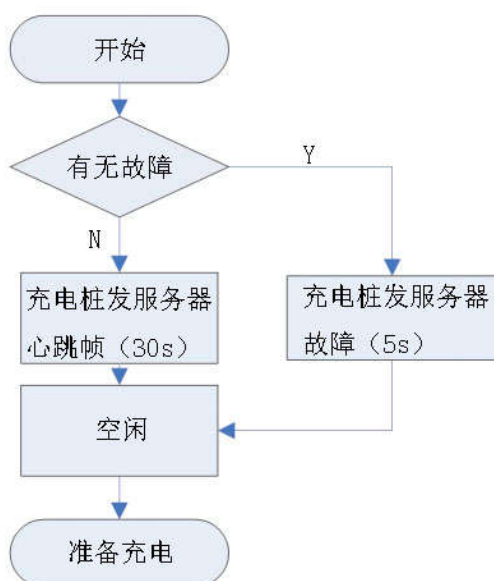 开始
有无故障
Y
N
充电桩发服务器
心跳帧（30s）
充电桩发服务器
故障（5s）
空闲
准备充电